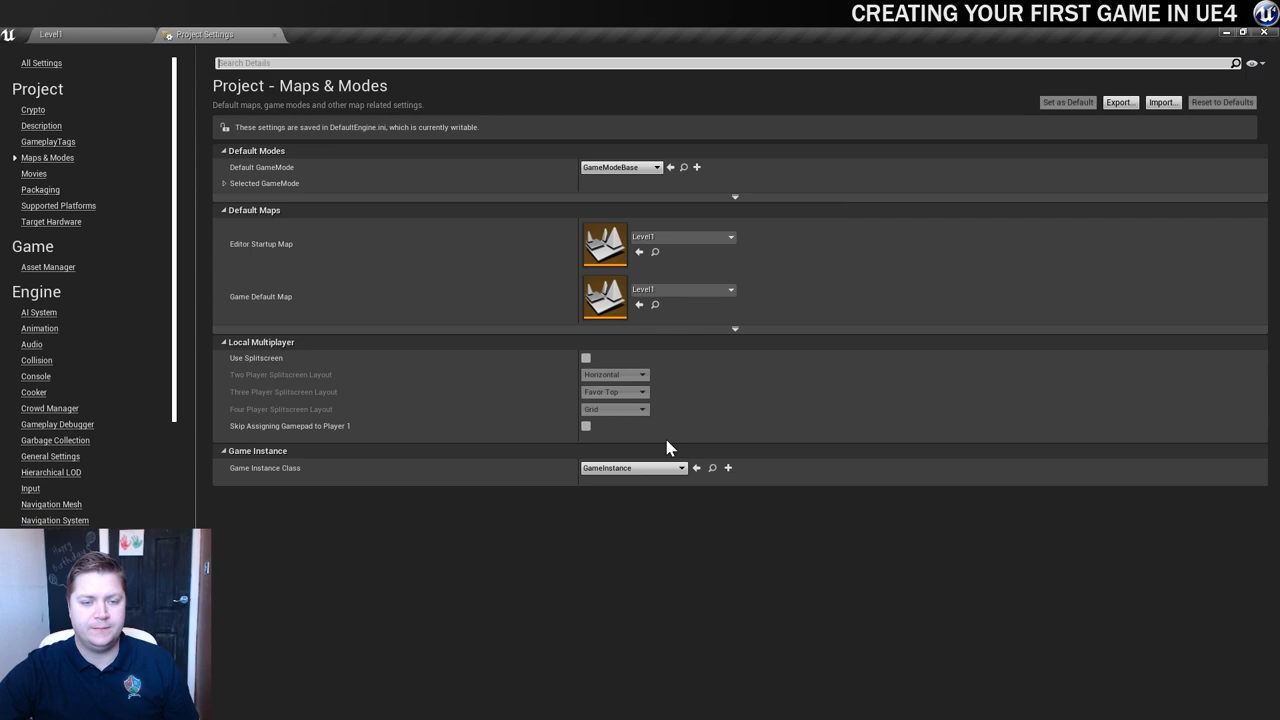 CREATING YOUR FIRST GAME IN UE4
Level1
Project Settings
All Settings
Project
Crypto
Description
GameplayTags
Maps & Modes
Movies
Packaging
Supported Platforms
Target Hardware
Game
Asset Manager
Engine
AI System
Animation
Audio
Collision
Console
Cooker
Crowd Manager
Gameplay Debugger
Garbage Collection
General Settings
Hierarchical LOD
Input
Navigation Mesh
Navigation System
Search Details
Project - Maps & Modes
Default maps, game modes and other map related settings.
Set as Default
Export...
Import...
Reset to Defaults
These settings are saved in DefaultEngine.ini, which is currently writable.
Default Modes
Default GameMode
GameModeBase
Selected GameMode
Default Maps
Editor Startup Map
Level1
Game Default Map
Level1
Local Multiplayer
Use Splitscreen
Two Player Splitscreen Layout
Horizontal
Three Player Splitscreen Layout
Favor Top
Four Player Splitscreen Layout
Grid
Skip Assigning Gamepad to Player 1
Game Instance
Game Instance Class
GameInstance
Happy
Birthday